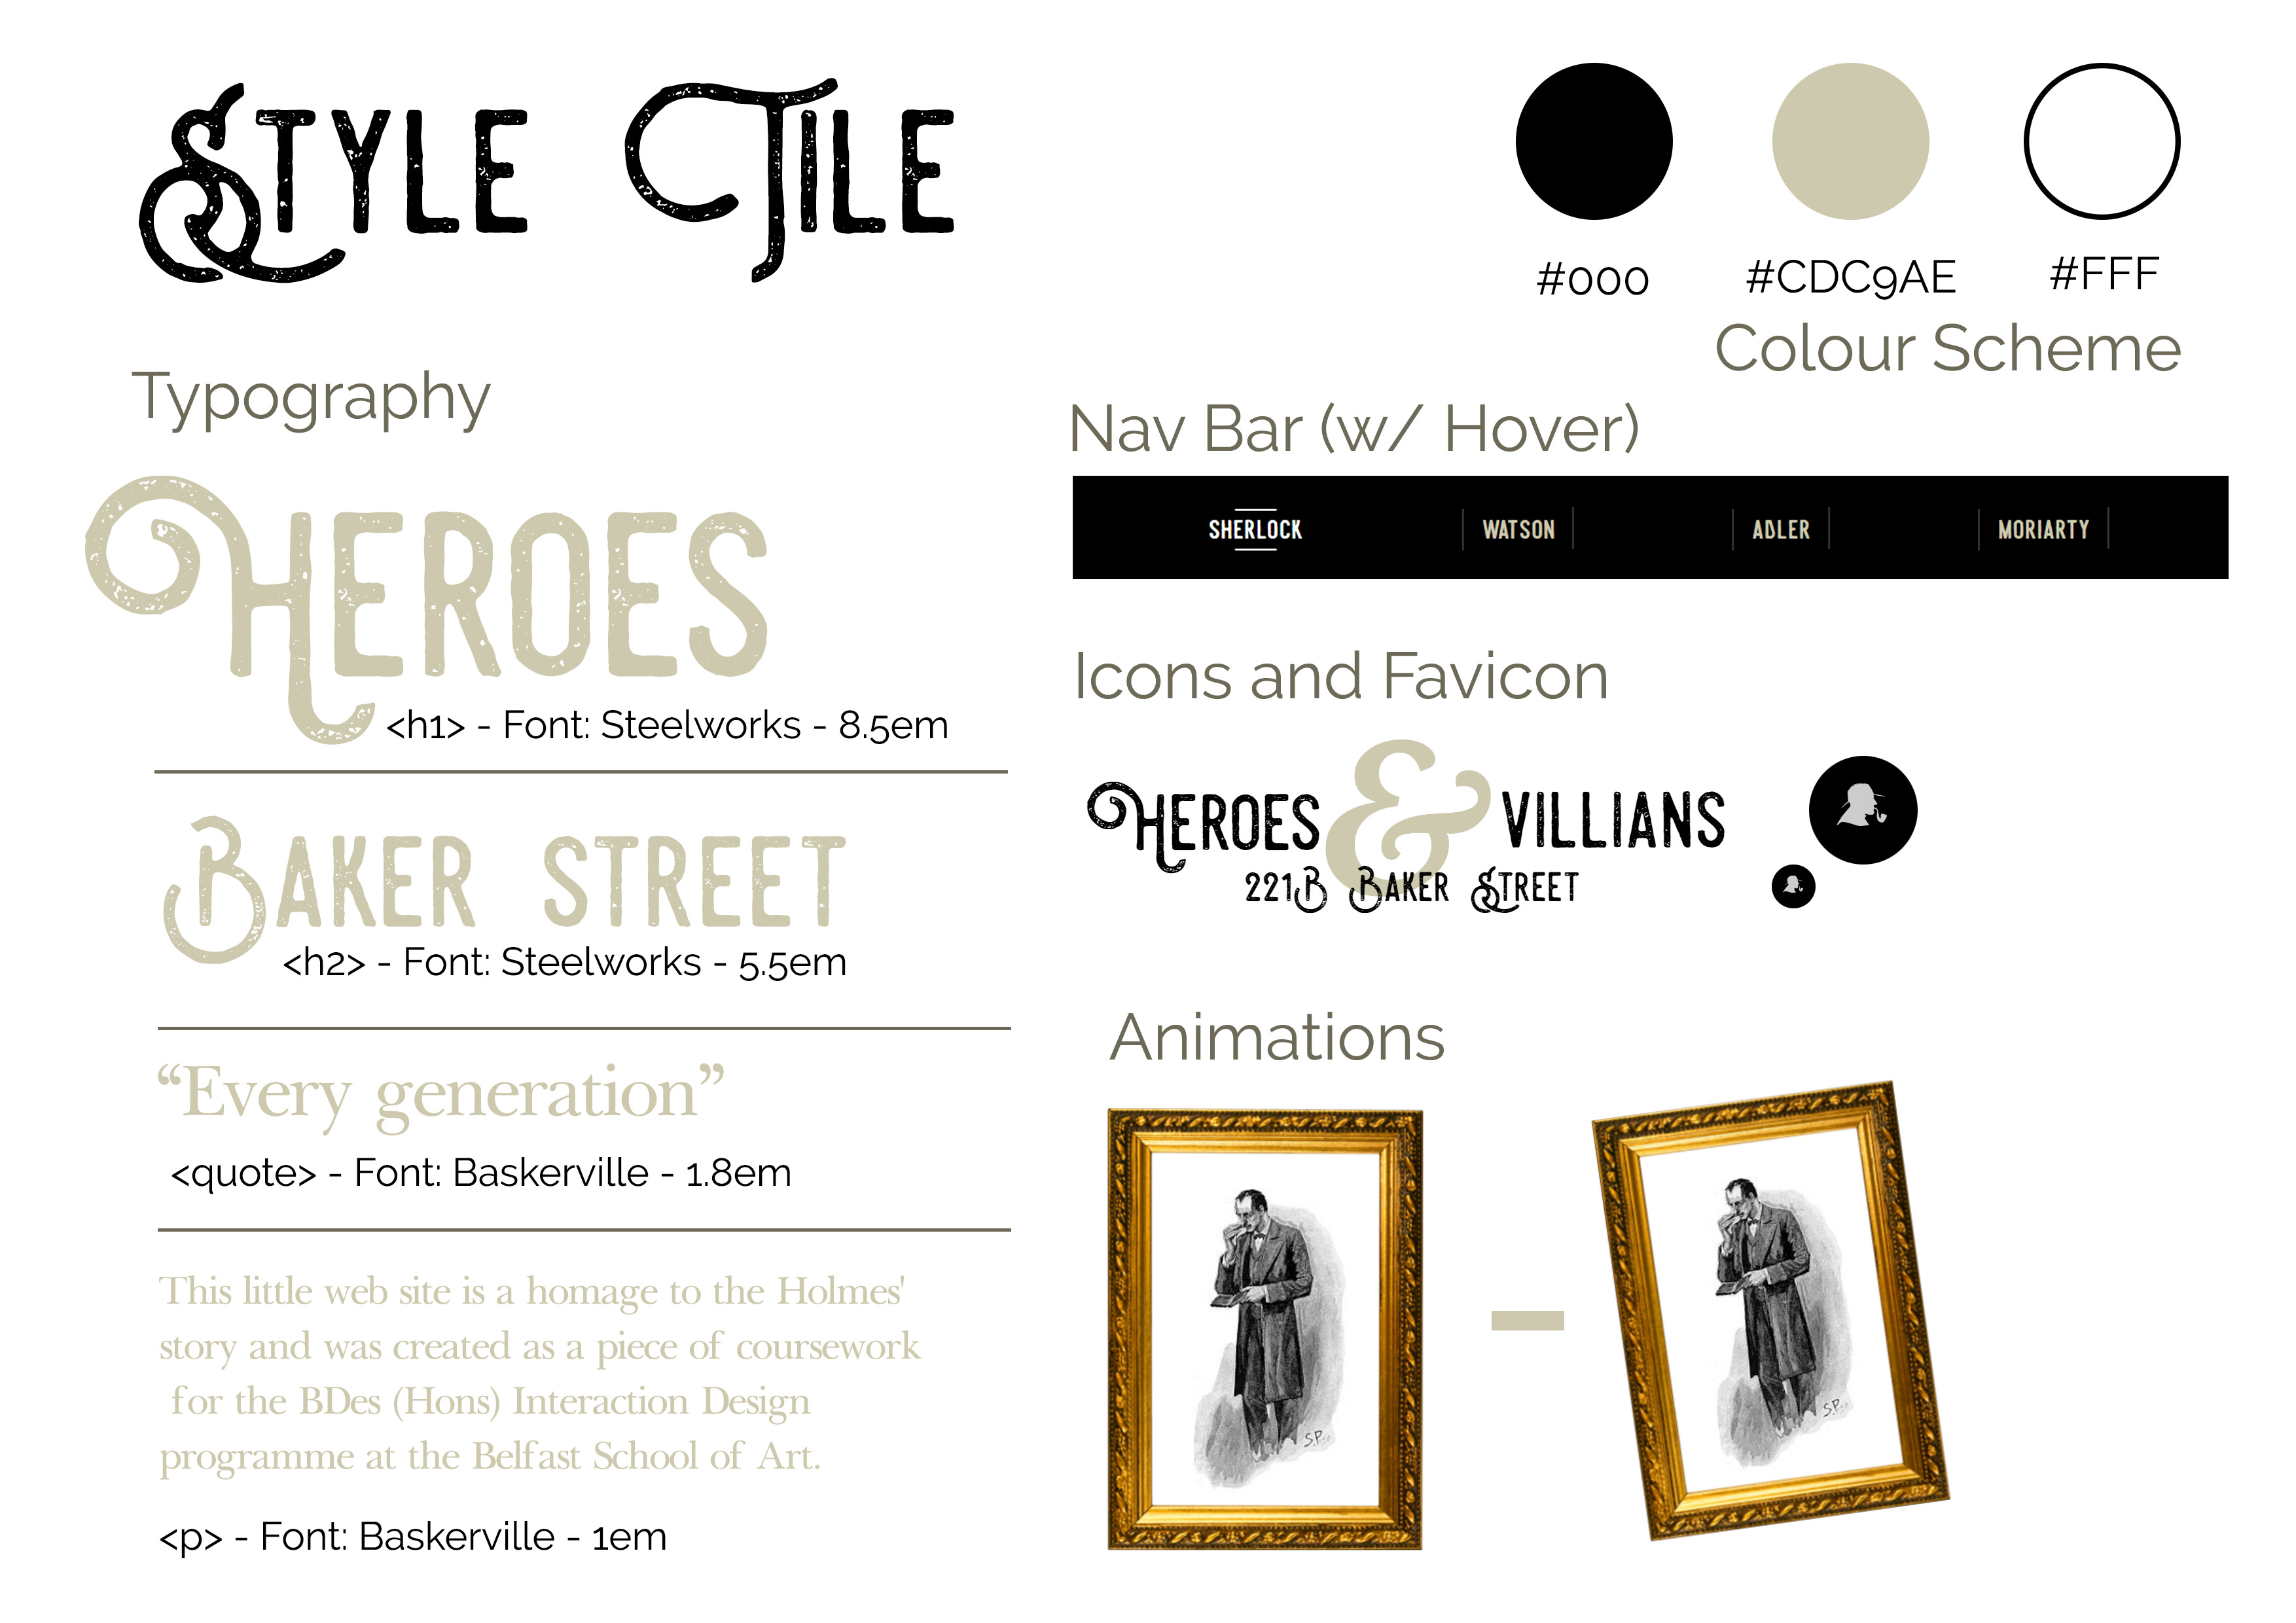 Style Tile
#000
#CDC9AE
#FFF
Colour Scheme
Typography
HEROES
<h1> - Font: Steelworks - 8.5em
BAKER STREET
<h2> - Font: Steelworks - 5.5em
“Every generation”
<quote> - Font: Baskerville - 1.8em
This little web site is a homage to the Holmes'
story and was created as a piece of coursework
for the BDes (Hons) Interaction Design
programme at the Belfast School of Art.
<p> - Font: Baskerville - 1em
Nav Bar (w/ Hover)
SHERLOCK WATSON ADLER MORIARTY
Icons and Favicon
HEROES & VILLIANS
221B BAKER STREET
Animations
S.P.
S.P.